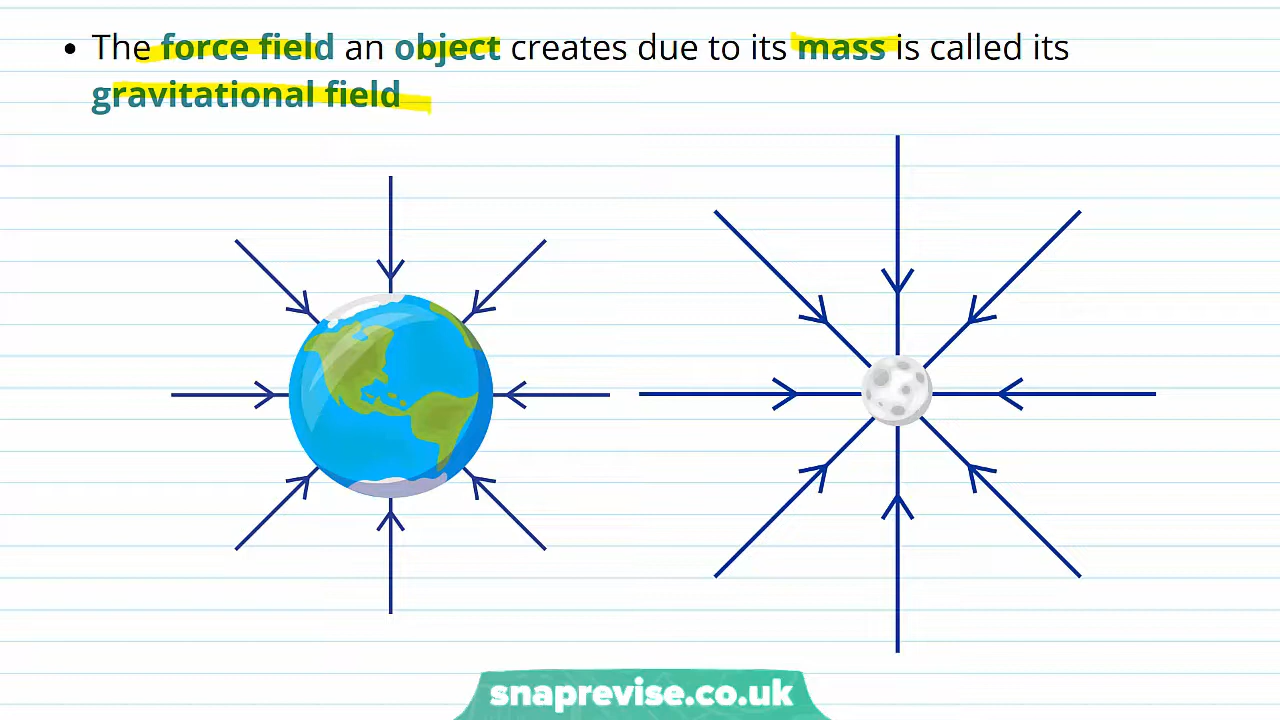 • The force field an object creates due to its mass is called its
gravitational field
snaprevise.co.uk